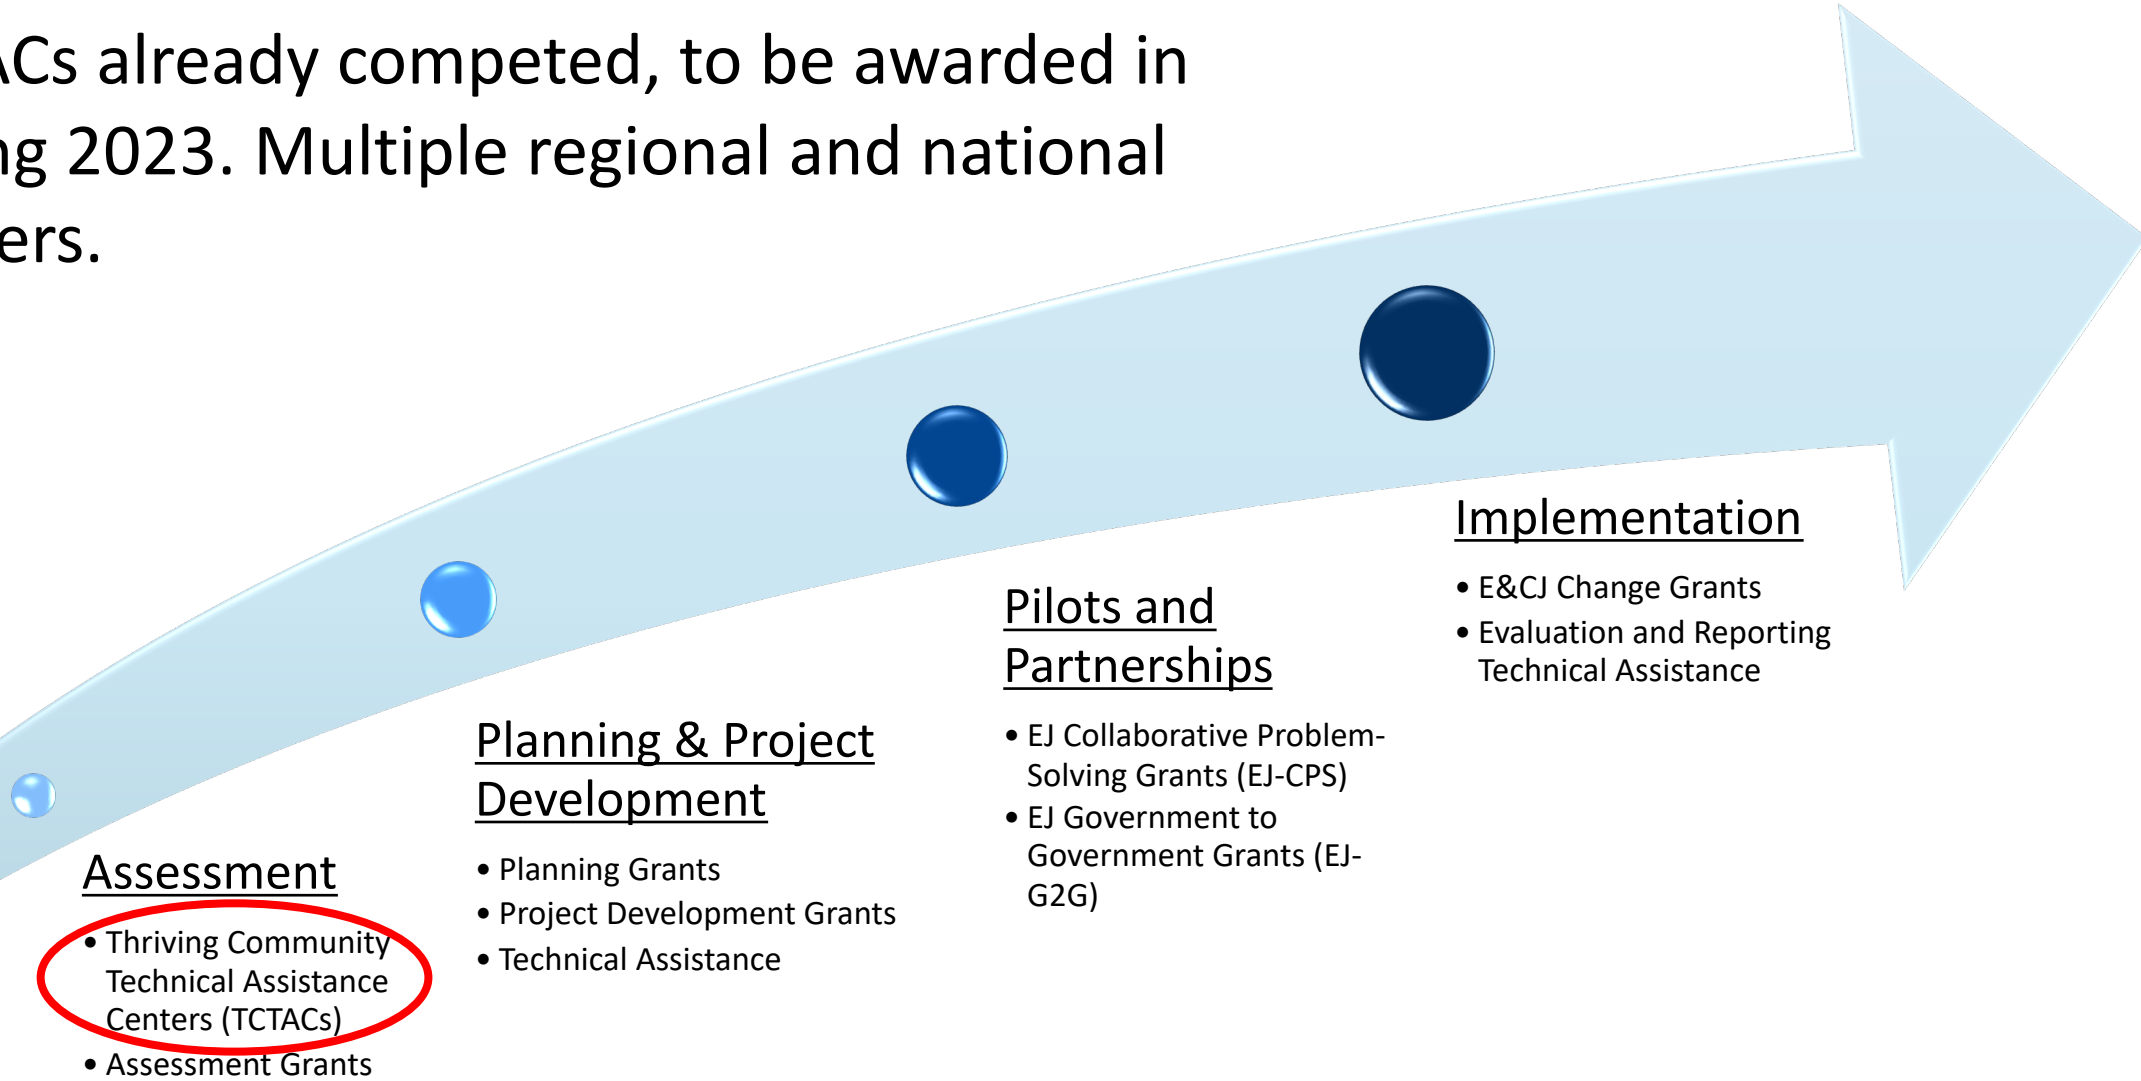 ACs already competed, to be awarded in
ng 2023. Multiple regional and national
ers.
Implementation
• E&CJ Change Grants
• Evaluation and Reporting
Technical Assistance
Pilots and
Partnerships
• EJ Collaborative Problem-
Solving Grants (EJ-CPS)
• EJ Government to
Government Grants (EJ-
G2G)
Planning & Project
Development
• Planning Grants
• Project Development Grants
• Technical Assistance
Assessment
• Thriving Community
Technical Assistance
Centers (TCTACs)
• Assessment Grants